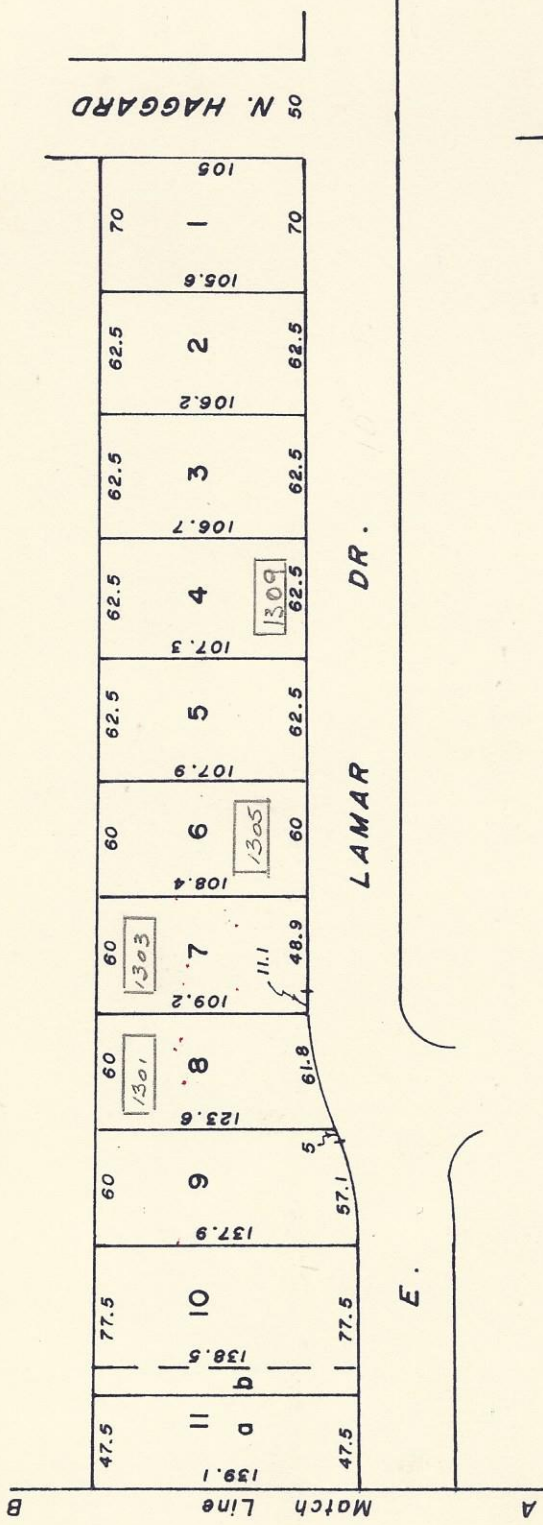 N. HAGGARD 50
105
70 1 70
105.6
62.5 2 62.5
106.2
62.5 3 62.5
106.7
62.5 4 1309 62.5
107.3
62.5 5 62.5
107.9
60 6 1305 60
108.4
60 1303 7 11.1 48.9
109.2
60 1301 8 61.8
123.6
60 9 5 57.1
137.9
77.5 10 77.5
138.5
b
47.5 11 a 47.5
139.1
B Match Line A
E. LAMAR DR.